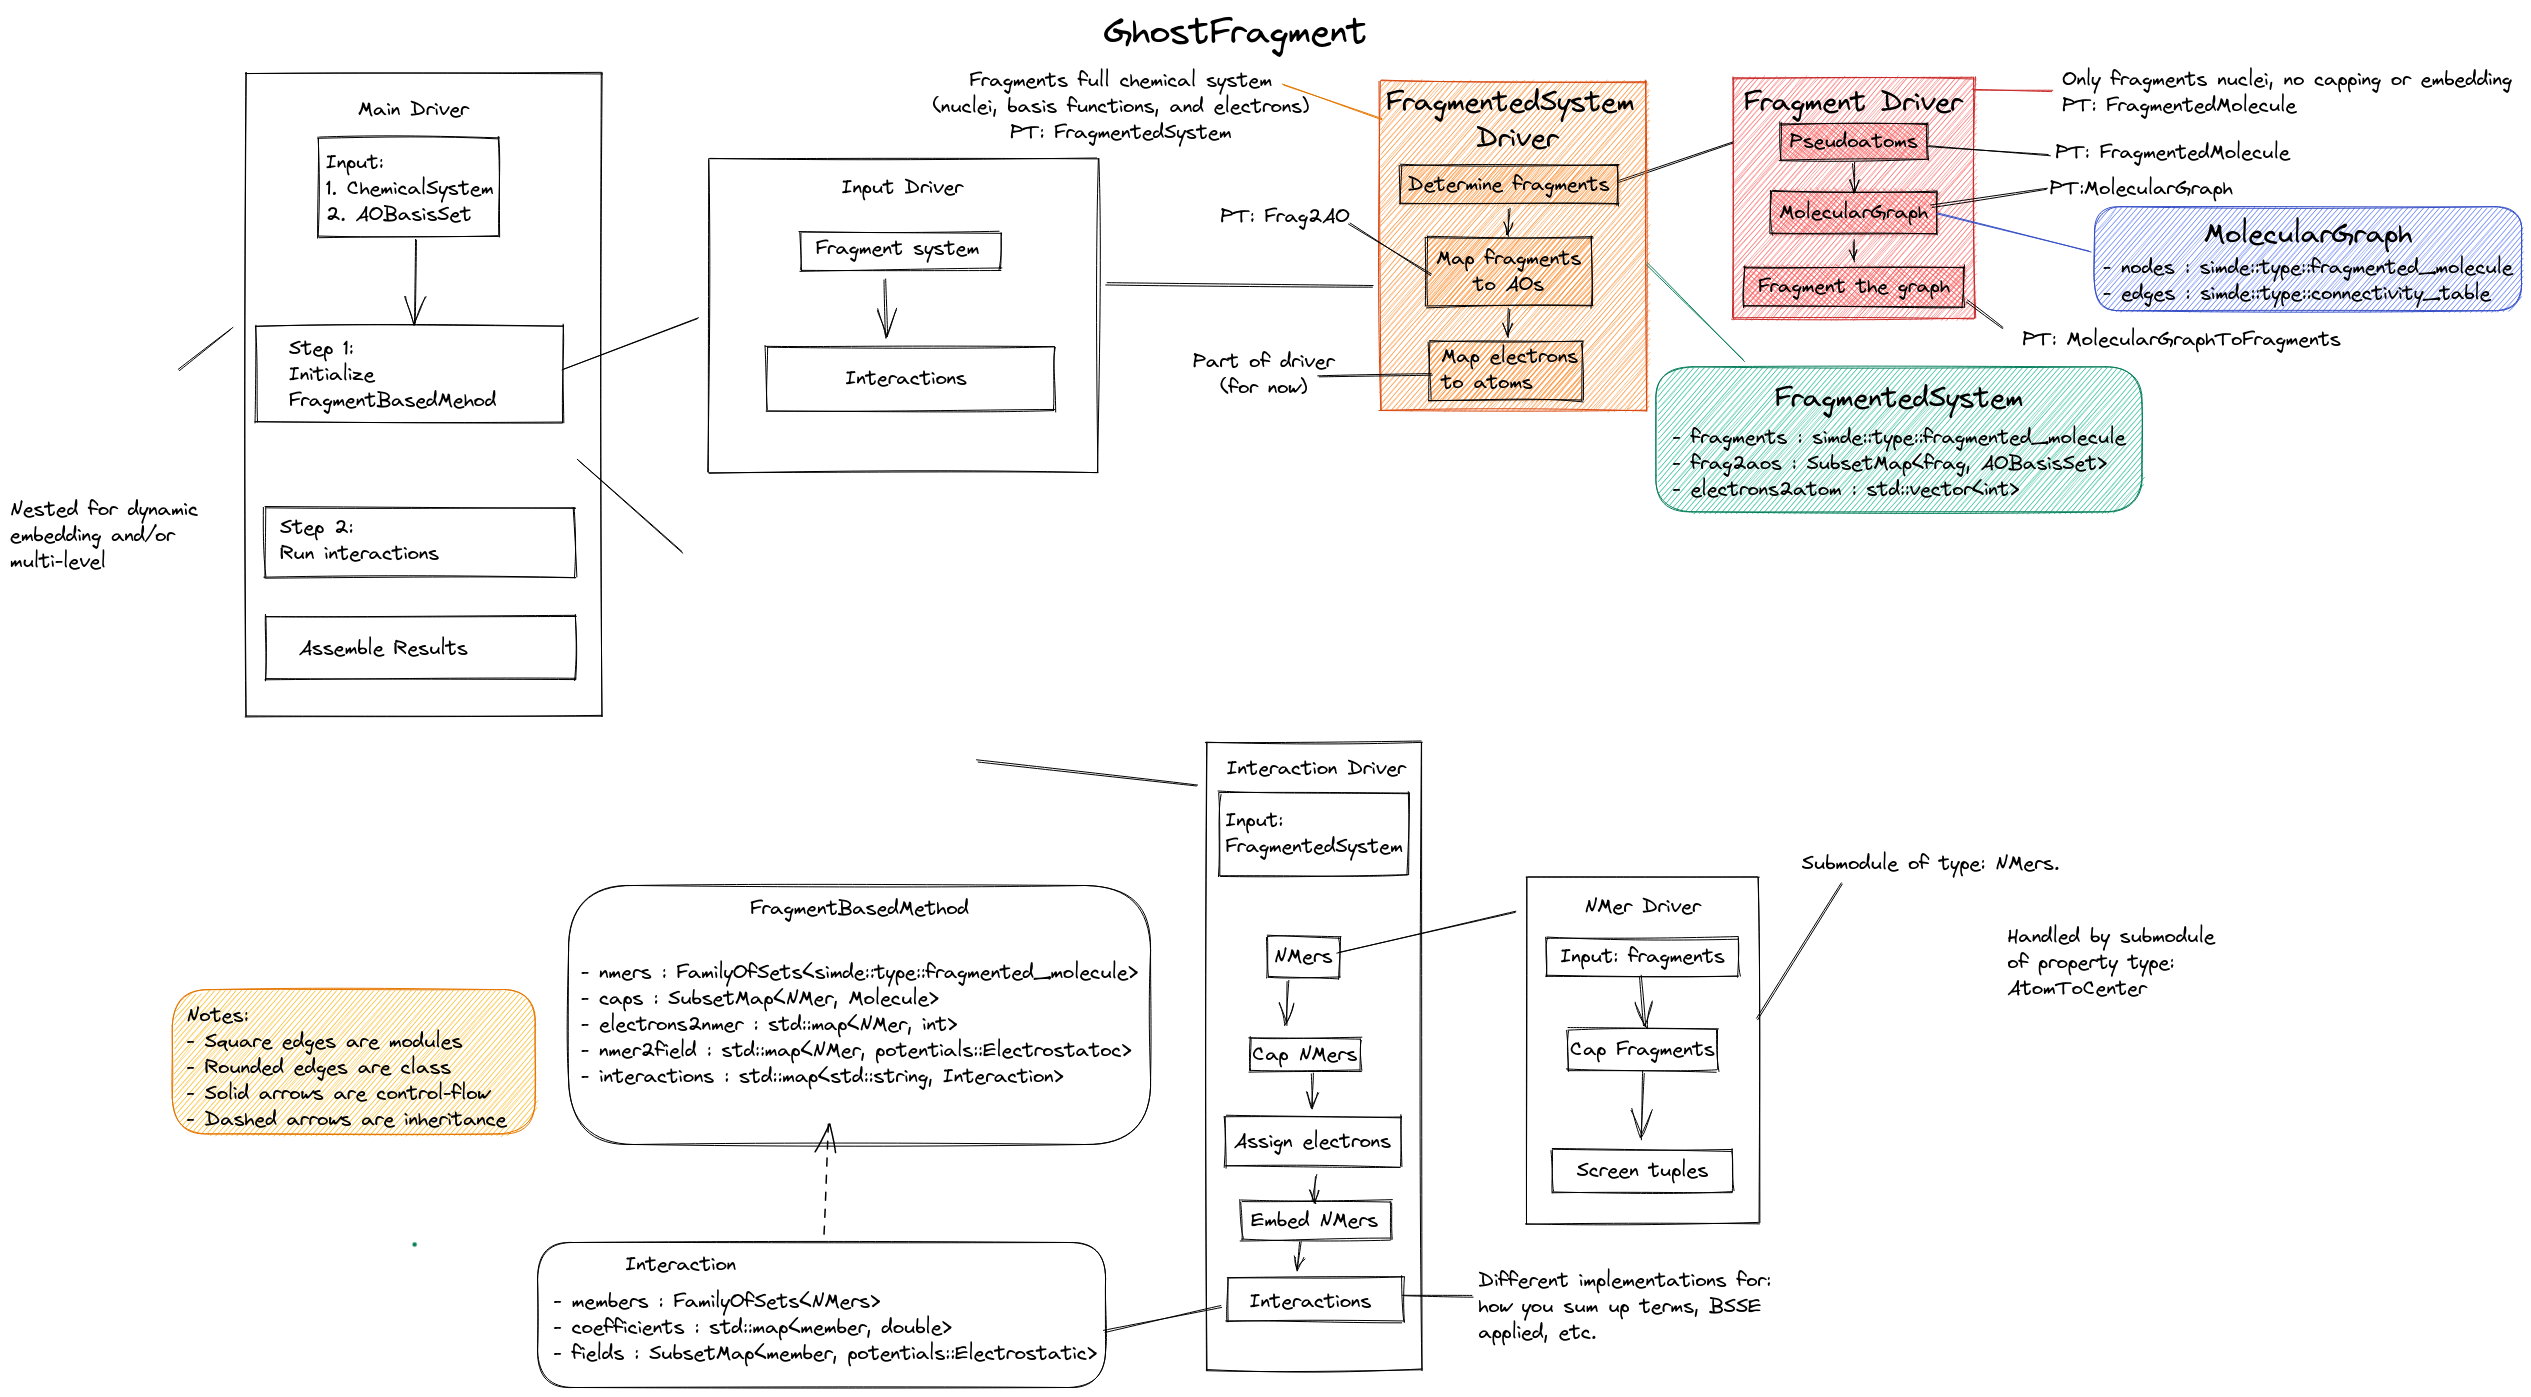 GhostFragment
Main Driver
Input:
1. ChemicalSystem
2. AOBasisSet
Step 1:
Initialize
FragmentBasedMehod
Step 2:
Run interactions
Assemble Results
Nested for dynamic
embedding and/or
multi-level
Input Driver
Fragment system
Interactions
Fragments full chemical system
(nuclei, basis functions, and electrons)
PT: FragmentedSystem
FragmentedSystem
Driver
Determine fragments
Map fragments
to AOs
Map electrons
to atoms
PT: Frag2AO
Part of driver
(for now)
Fragment Driver
Pseudoatoms
MolecularGraph
Fragment the graph
Only fragments nuclei, no capping or embedding
PT: FragmentedMolecule
PT: FragmentedMolecule
PT:MolecularGraph
MolecularGraph
- nodes : simde::type::fragmented_molecule
- edges : simde::type::connectivity_table
PT: MolecularGraphToFragments
FragmentedSystem
- fragments : simde::type::fragmented_molecule
- frag2aos : SubsetMap<frag, AOBasisSet>
- electrons2atom : std::vector<int>
Interaction Driver
Input:
FragmentedSystem
NMers
Cap NMers
Assign electrons
Embed NMers
Interactions
NMer Driver
Input: fragments
Cap Fragments
Screen tuples
Submodule of type: NMers.
Handled by submodule
of property type:
AtomToCenter
Different implementations for:
how you sum up terms, BSSE
applied, etc.
FragmentBasedMethod
- nmers : FamilyOfSets<simde::type::fragmented_molecule>
- caps : SubsetMap<NMer, Molecule>
- electrons2nmer : std::map<NMer, int>
- nmer2field : std::map<NMer, potentials::Electrostatoc>
- interactions : std::map<std::string, Interaction>
Notes:
- Square edges are modules
- Rounded edges are class
- Solid arrows are control-flow
- Dashed arrows are inheritance
Interaction
- members : FamilyOfSets<NMers>
- coefficients : std::map<member, double>
- fields : SubsetMap<member, potentials::Electrostatic>